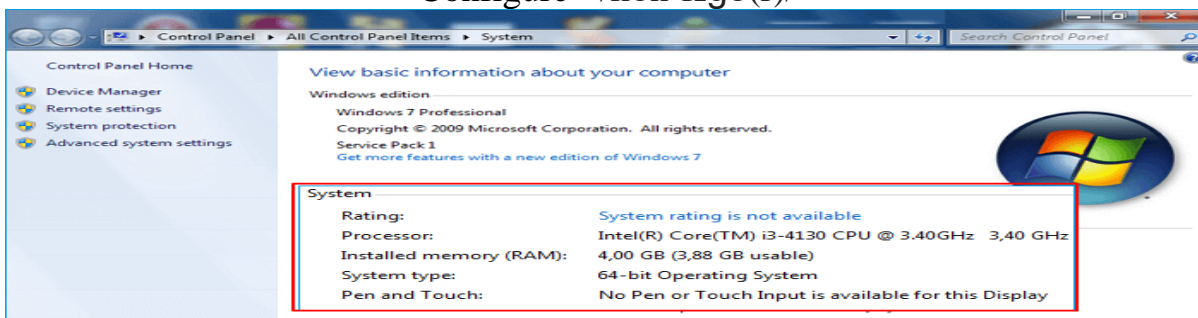 Control Panel ▸ All Control Panel Items ▸ System
Search Control Panel
Control Panel Home
Device Manager
Remote settings
System protection
Advanced system settings
View basic information about your computer
Windows edition
Windows 7 Professional
Copyright © 2009 Microsoft Corporation. All rights reserved.
Service Pack 1
Get more features with a new edition of Windows 7
System
Rating: System rating is not available
Processor: Intel(R) Core(TM) i3-4130 CPU @ 3.40GHz 3,40 GHz
Installed memory (RAM): 4,00 GB (3,88 GB usable)
System type: 64-bit Operating System
Pen and Touch: No Pen or Touch Input is available for this Display